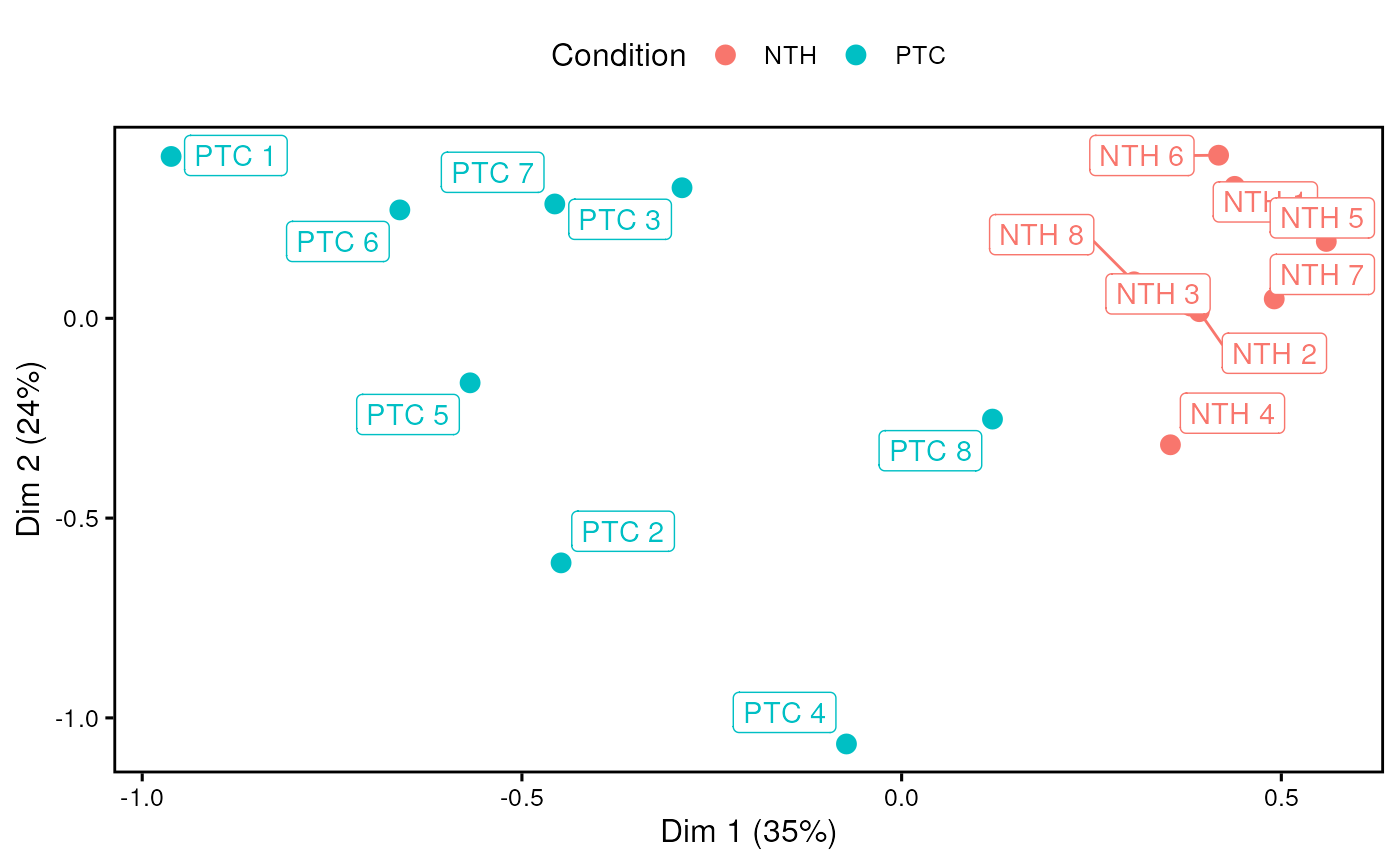 Condition NTH PTC
PTC 1
PTC 7
PTC 3
PTC 6
NTH 6
NTH 1
NTH 5
NTH 8
NTH 7
NTH 3
NTH 2
PTC 5
NTH 4
PTC 8
PTC 2
PTC 4
0.0
-0.5
-1.0
Dim 2 (24%)
-1.0 -0.5 0.0 0.5
Dim 1 (35%)